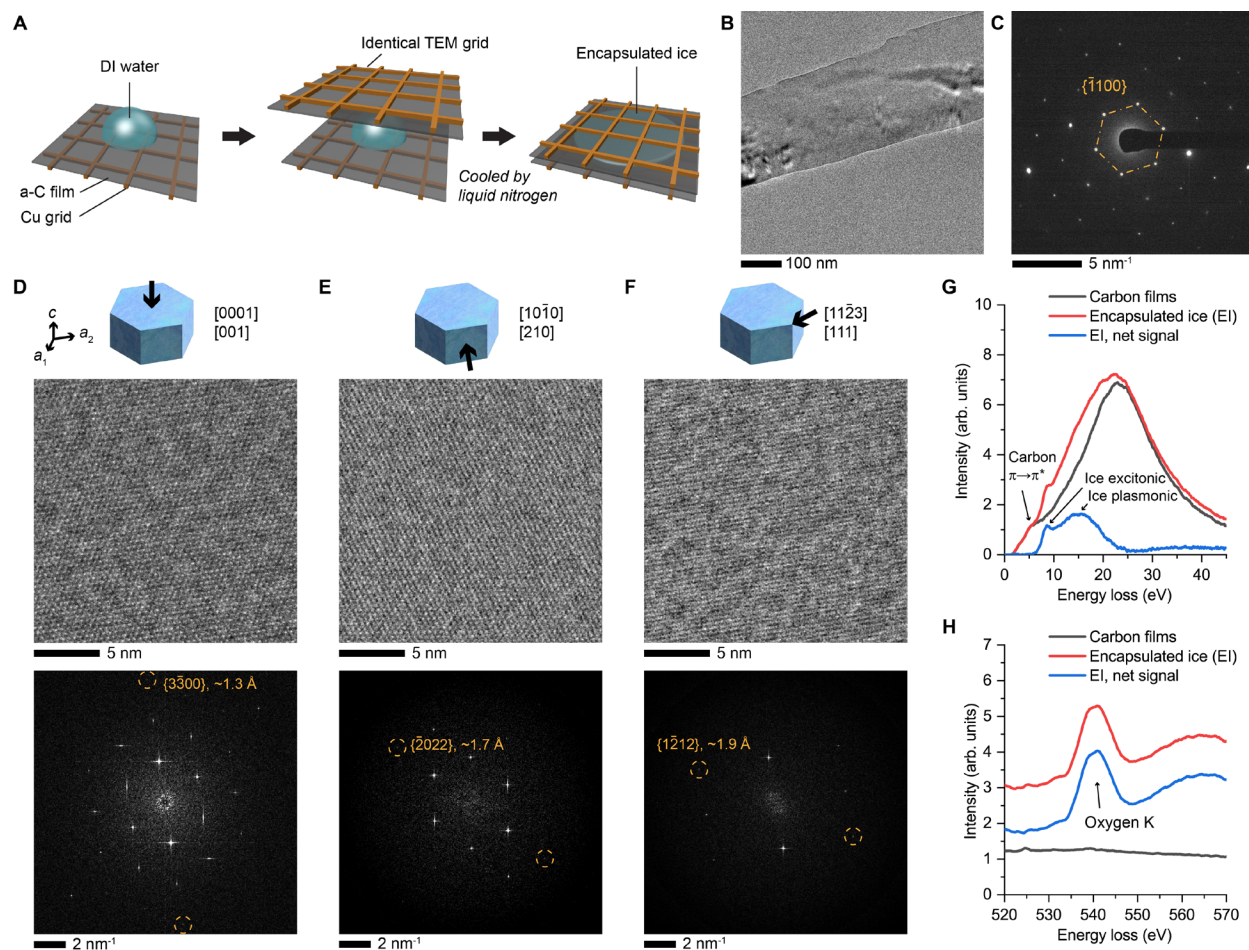 A
DI water
a-C film
Cu grid
Identical TEM grid
Cooled by
liquid nitrogen
Encapsulated ice
B
100 nm
C
{1̄100}
5 nm⁻¹
D
c
a₂
a₁
[0001]
[001]
5 nm
{33̄00}, ~1.3 Å
2 nm⁻¹
E
[101̄0]
[210]
5 nm
{2̄022}, ~1.7 Å
2 nm⁻¹
F
[112̄3]
[111]
5 nm
{12̄12}, ~1.9 Å
2 nm⁻¹
G
Carbon films
Encapsulated ice (EI)
EI, net signal
Carbon
π→π*
Ice excitonic
Ice plasmonic
Intensity (arb. units)
10
8
6
4
2
0
0 10 20 30 40
Energy loss (eV)
H
Carbon films
Encapsulated ice (EI)
EI, net signal
Oxygen K
Intensity (arb. units)
7
6
5
4
3
2
1
0
520 530 540 550 560 570
Energy loss (eV)